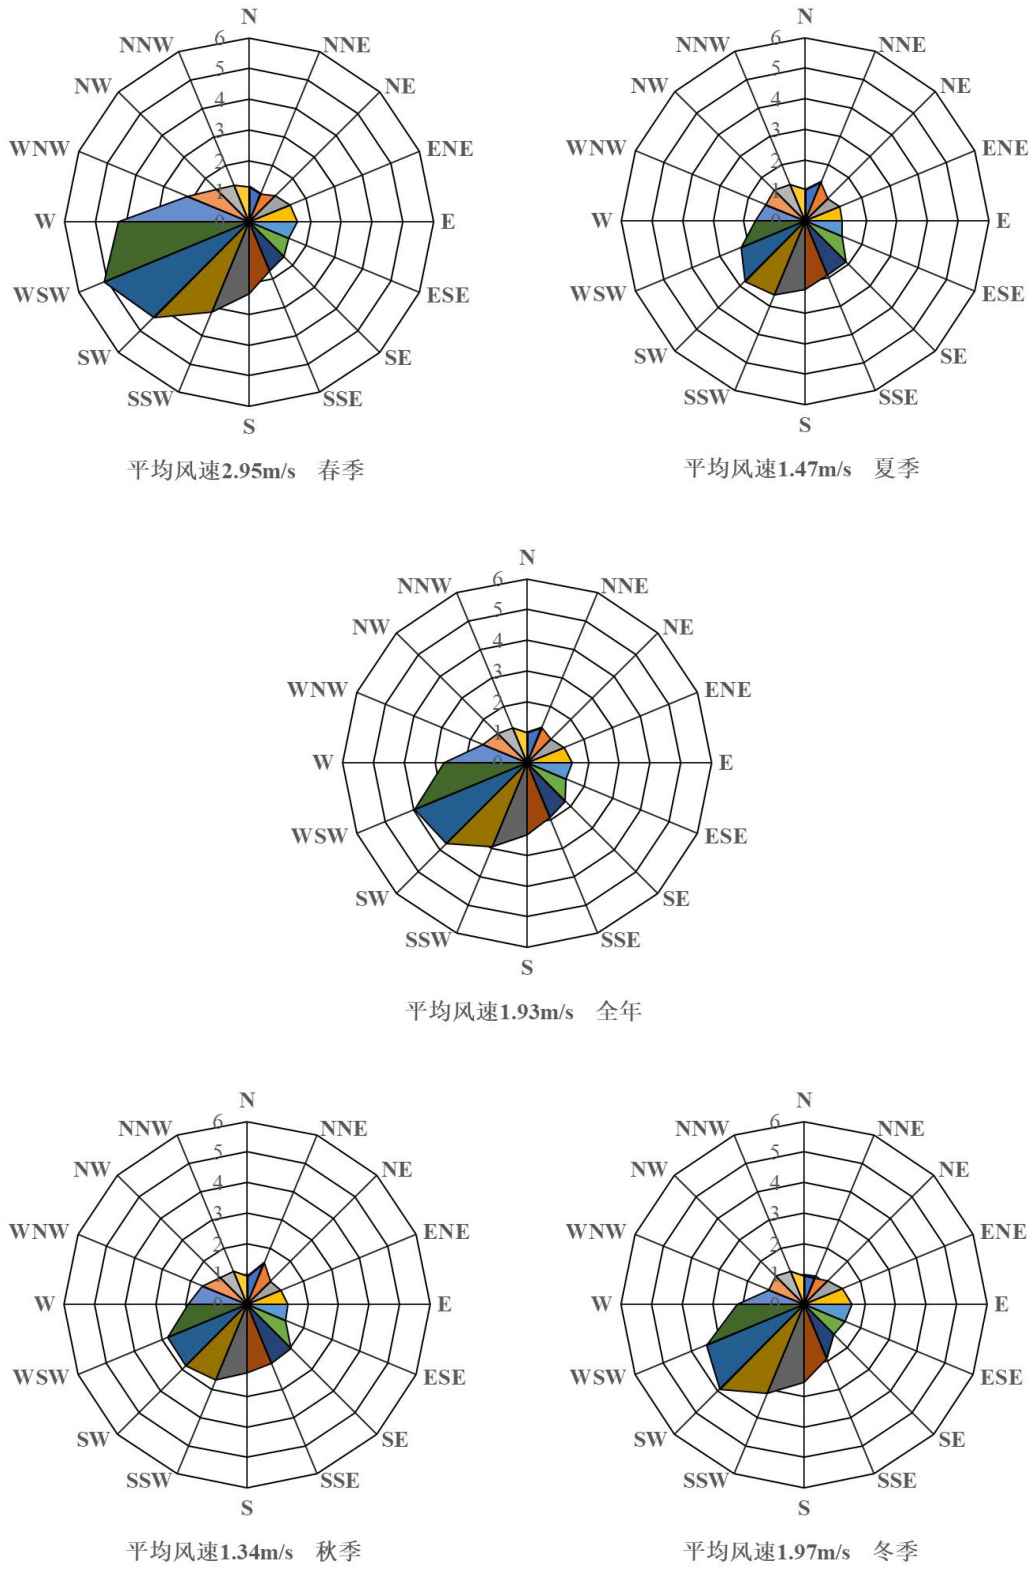 N
NNW
6
NNE
NW
5
NE
4
WNW
3
ENE
2
1
W
0
E
WSW
ESE
SW
SE
SSW
SSE
S
平均风速2.95m/s 春季
N
NNW
6
NNE
NW
5
NE
4
WNW
3
ENE
2
1
W
0
E
WSW
ESE
SW
SE
SSW
SSE
S
平均风速1.47m/s 夏季
N
NNW
6
NNE
NW
5
NE
4
WNW
3
ENE
2
1
W
0
E
WSW
ESE
SW
SE
SSW
SSE
S
平均风速1.93m/s 全年
N
NNW
6
NNE
NW
5
NE
4
WNW
3
ENE
2
1
W
0
E
WSW
ESE
SW
SE
SSW
SSE
S
平均风速1.34m/s 秋季
N
NNW
6
NNE
NW
5
NE
4
WNW
3
ENE
2
1
W
0
E
WSW
ESE
SW
SE
SSW
SSE
S
平均风速1.97m/s 冬季